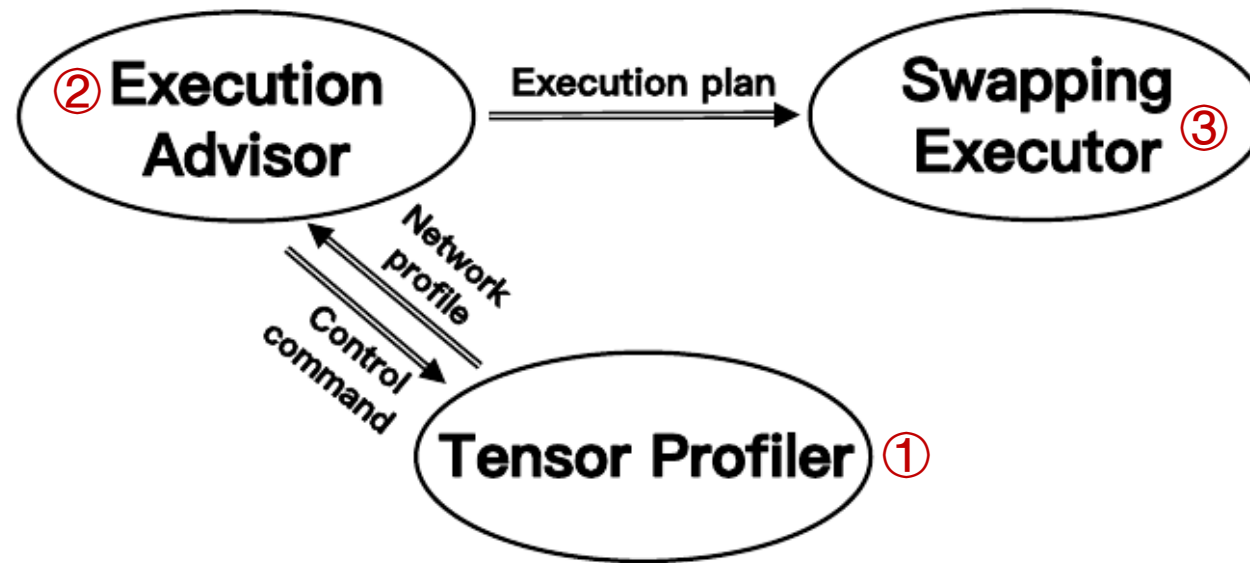 ② Execution
Advisor
Execution plan
Swapping
Executor ③
Network
profile
Control
command
Tensor Profiler ①